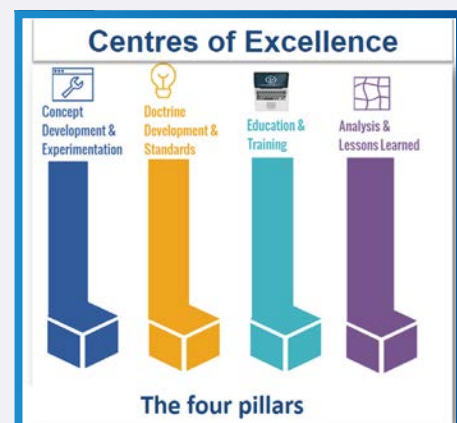 Centres of Excellence
Concept
Development &
Experimentation
Doctrine
Development &
Standards
Education &
Training
Analysis &
Lessons Learned
The four pillars